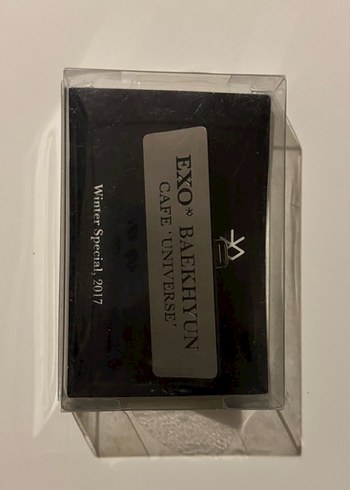 EXO* BAEKHYUN
CAFE 'UNIVERSE'
Winter Special, 2017